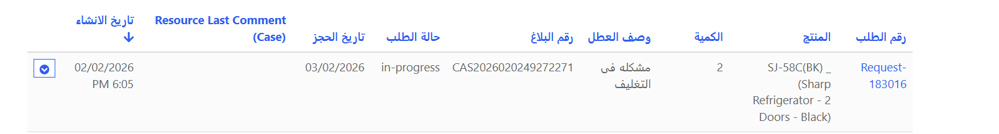 رقم الطلب
المنتج
الكمية
وصف العطل
رقم البلاغ
حالة الطلب
تاريخ الحجز
Resource Last Comment
(Case)
تاريخ الانشاء
Request-
183016
SJ-58C(BK) _
(Sharp
Refrigerator - 2
Doors - Black)
2
مشكله فى
التغليف
CAS2026020249272271
in-progress
03/02/2026
02/02/2026
PM 6:05